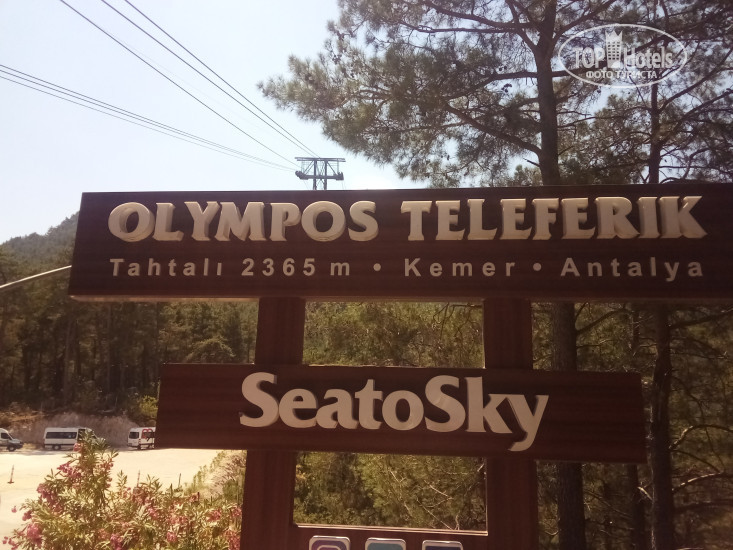 TOP Hotels
ФОТО ТУРИСТА
OLYMPOS TELEFERIK
Tahtalı 2365 m • Kemer • Antalya
SeatoSky